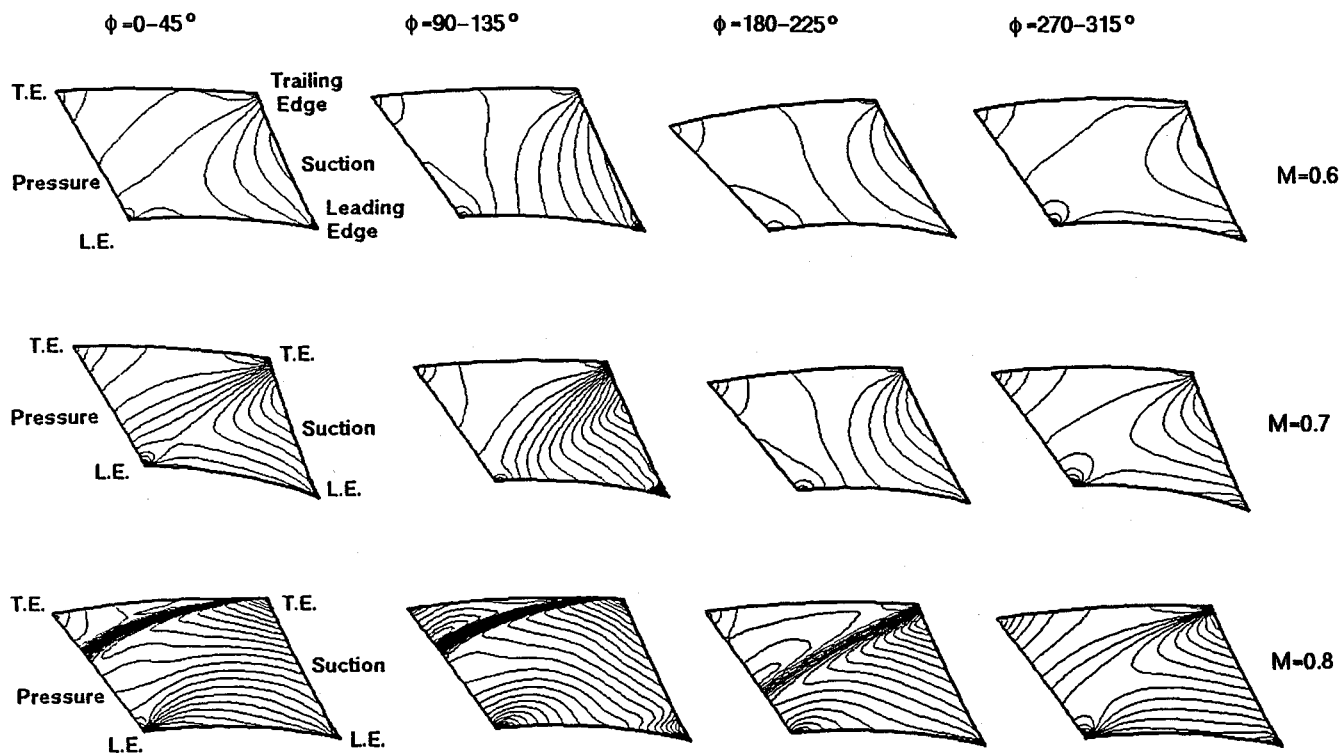 ϕ=0–45° ϕ=90–135° ϕ=180–225° ϕ=270–315°
T.E.
Trailing
Edge
Pressure
Suction
M=0.6
Leading
Edge
L.E.
T.E.
T.E.
Pressure
Suction
M=0.7
L.E.
L.E.
T.E.
T.E.
Suction
M=0.8
Pressure
L.E.
L.E.